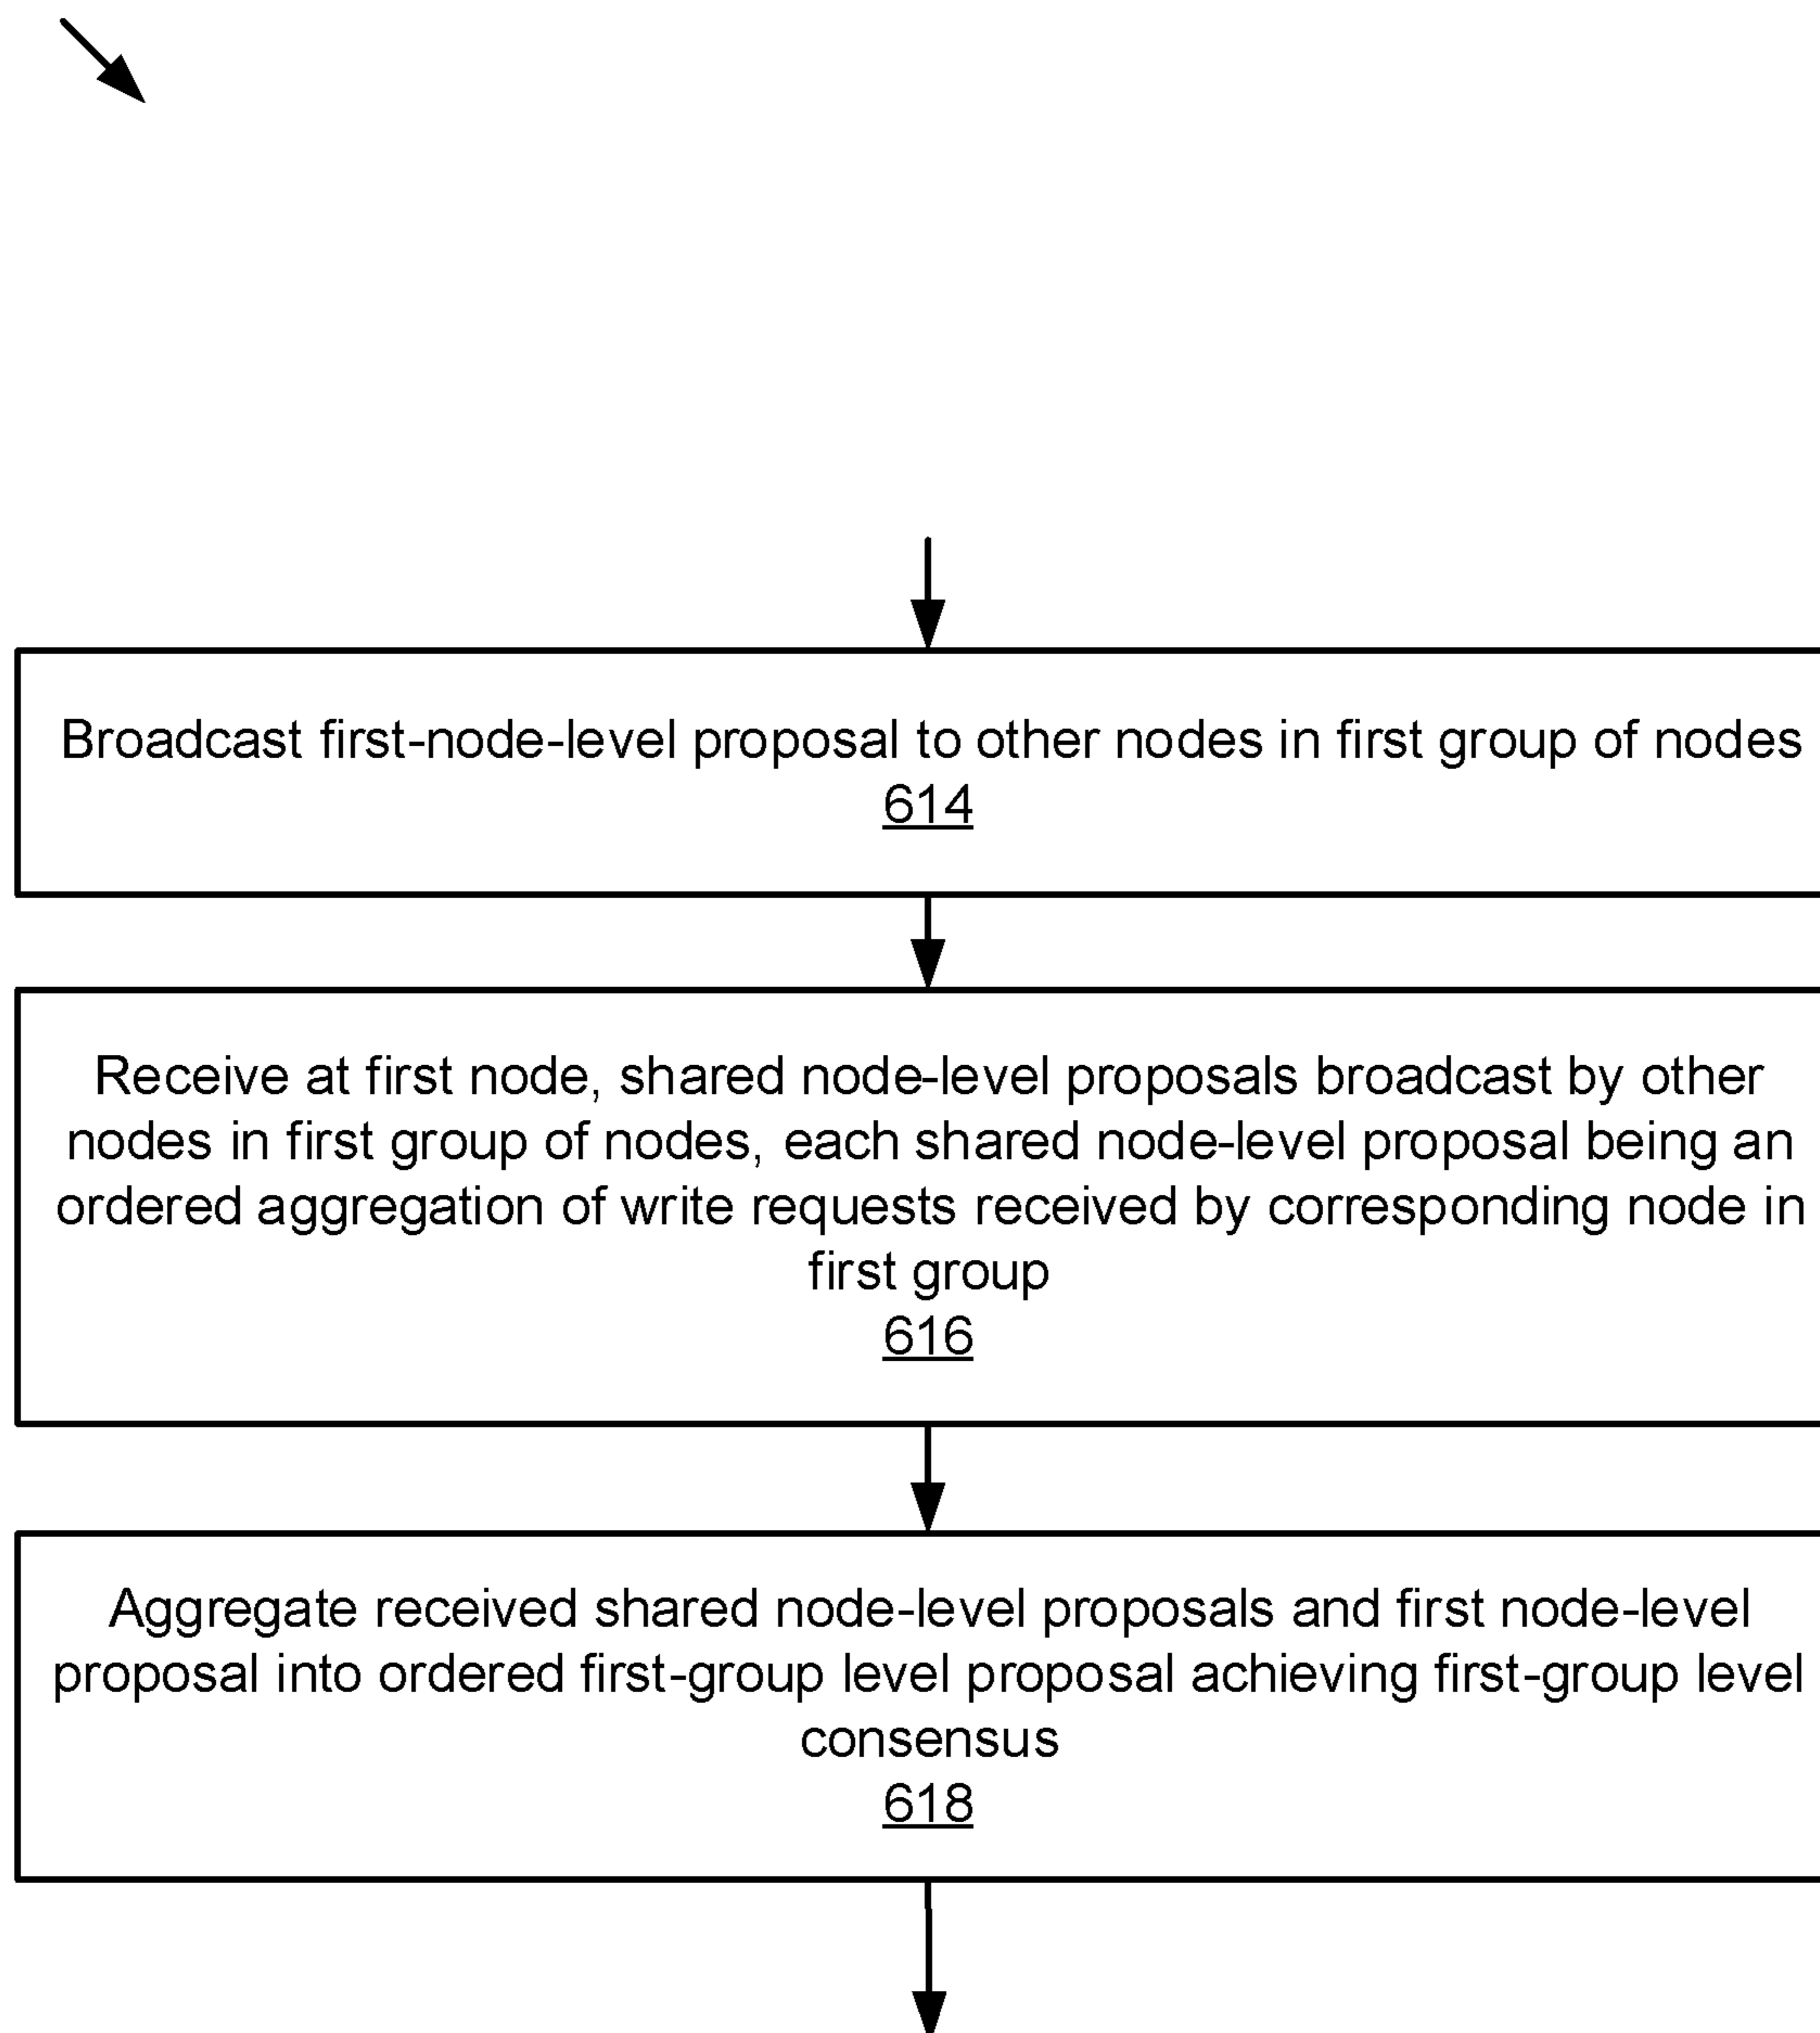 Broadcast first-node-level proposal to other nodes in first group of nodes
614
Receive at first node, shared node-level proposals broadcast by other
nodes in first group of nodes, each shared node-level proposal being an
ordered aggregation of write requests received by corresponding node in
first group
616
Aggregate received shared node-level proposals and first node-level
proposal into ordered first-group level proposal achieving first-group level
consensus
618